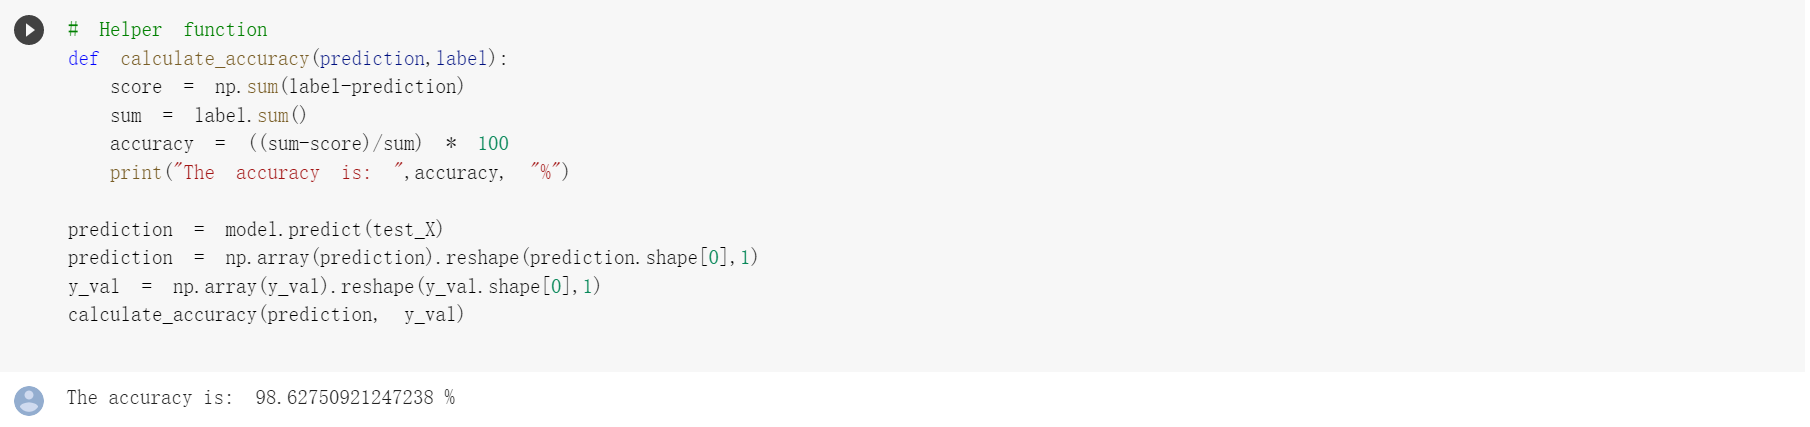 # Helper function
def calculate_accuracy(prediction,label):
    score = np.sum(label-prediction)
    sum = label.sum()
    accuracy = ((sum-score)/sum) * 100
    print("The accuracy is: ",accuracy, "%")
prediction = model.predict(test_X)
prediction = np.array(prediction).reshape(prediction.shape[0],1)
y_val = np.array(y_val).reshape(y_val.shape[0],1)
calculate_accuracy(prediction, y_val)
The accuracy is: 98.62750921247238 %